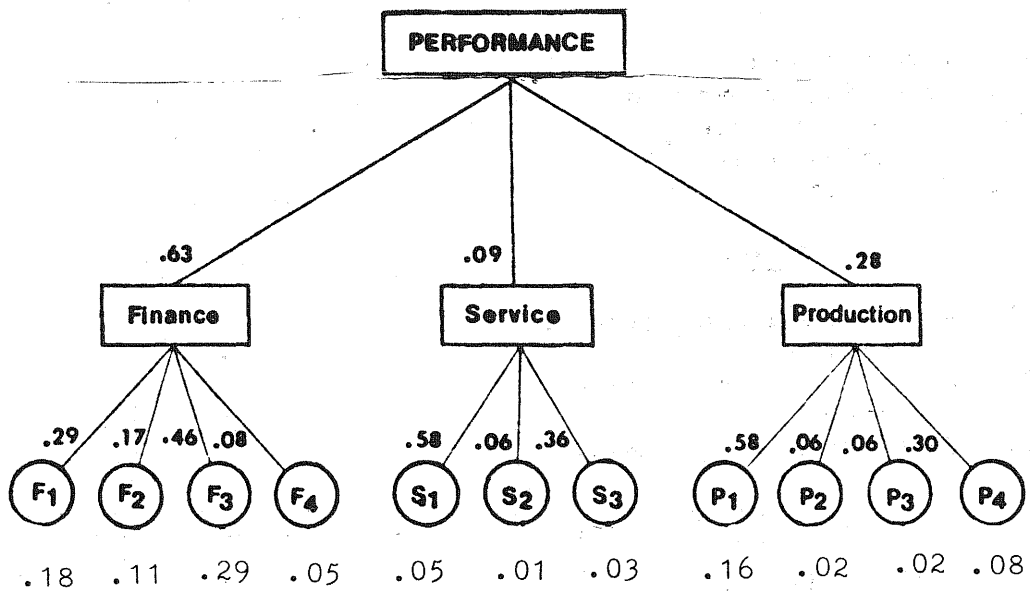 PERFORMANCE
.63 .09 .28
Finance Service Production
.29 .17 .46 .08 .58 .06 .36 .58 .06 .06 .30
F1 F2 F3 F4 S1 S2 S3 P1 P2 P3 P4
.18 .11 .29 .05 .05 .01 .03 .16 .02 .02 .08